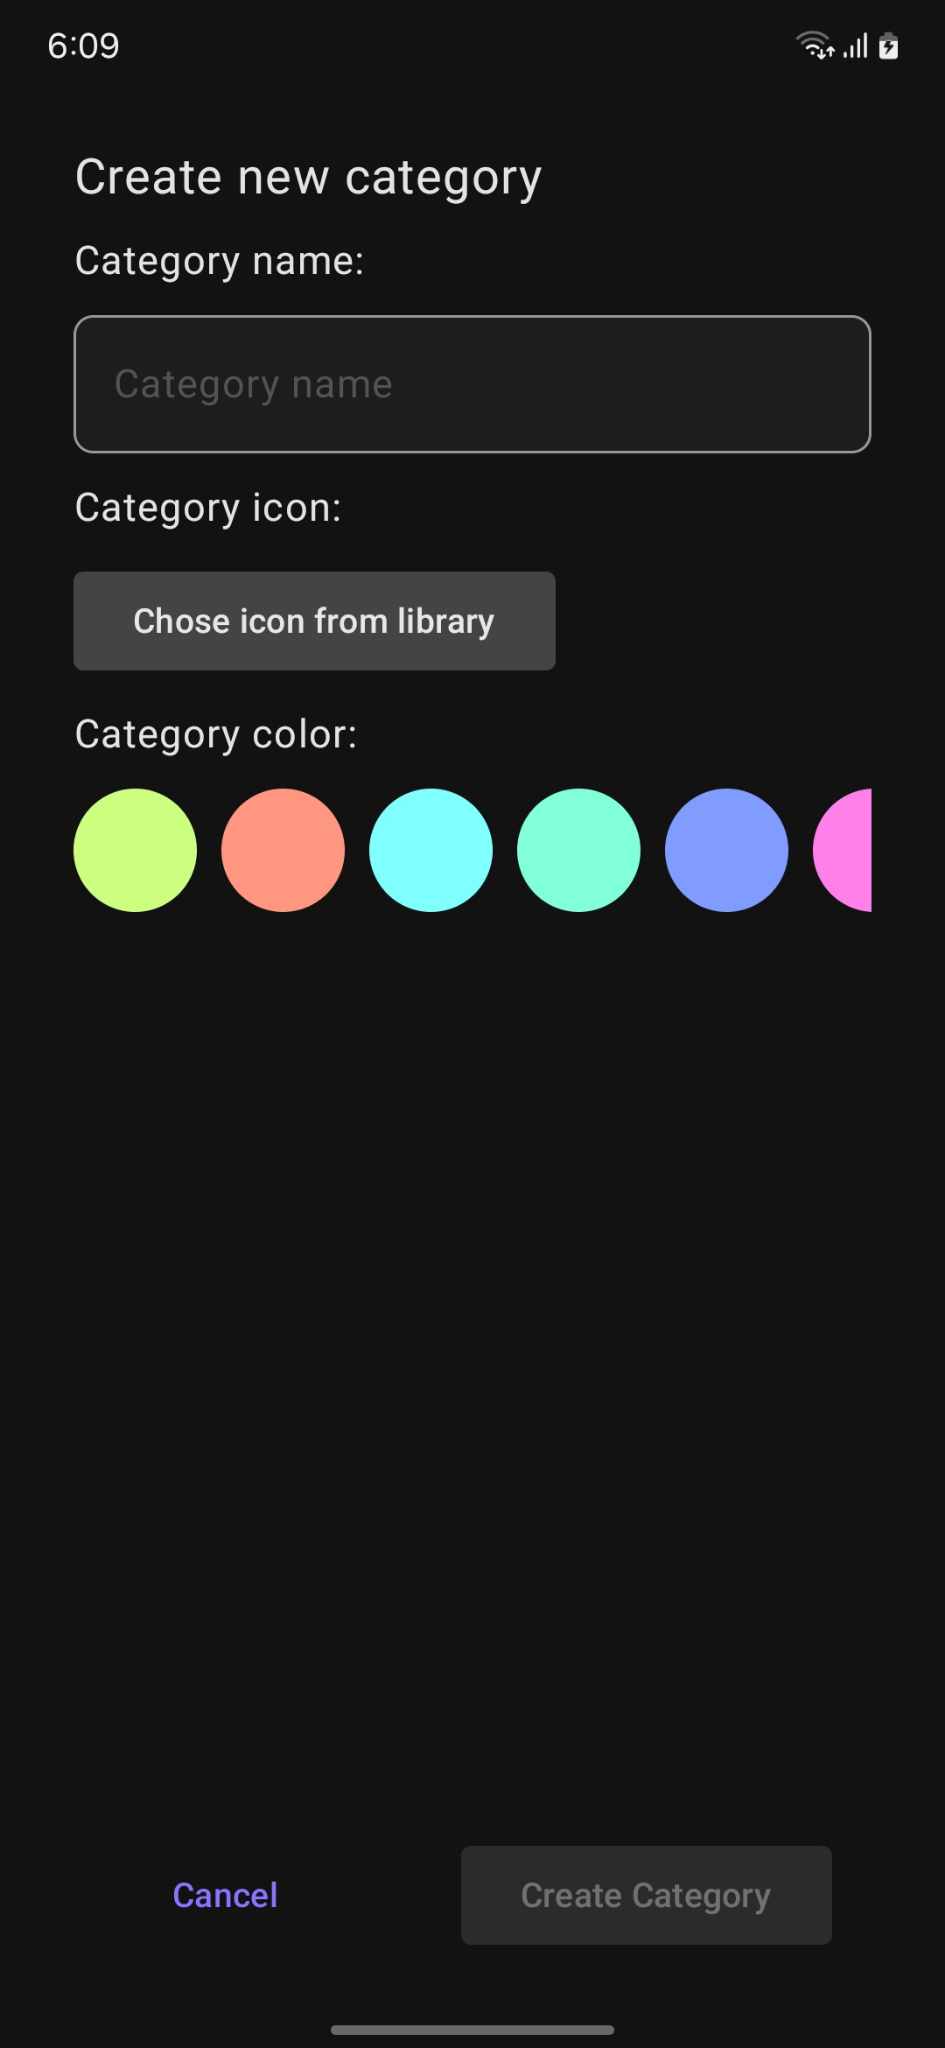 6:09
Create new category
Category name:
Category name
Category icon:
Chose icon from library
Category color:
Cancel
Create Category